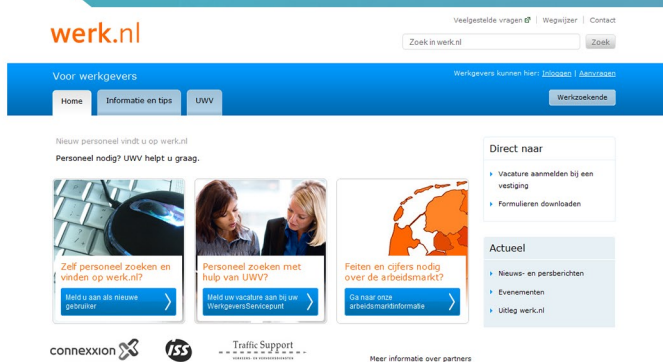 Veelgestelde vragen | Wegwijzer | Contact
werk.nl
Zoek in werk.nl
Zoek
Voor werkgevers
Werkgevers kunnen hier: Inloggen | Aanvragen
Home
Informatie en tips
UWV
Werkzoekende
Nieuw personeel vindt u op werk.nl
Personeel nodig? UWV helpt u graag.
Zelf personeel zoeken en
vinden op werk.nl?
Meld u aan als nieuwe
gebruiker
Personeel zoeken met
hulp van UWV?
Meld uw vacature aan bij uw
WerkgeversServicepunt
Feiten en cijfers nodig
over de arbeidsmarkt?
Ga naar onze
arbeidsmarktinformatie
Direct naar
Vacature aanmelden bij een
vestiging
Formulieren downloaden
Actueel
Nieuws- en persberichten
Evenementen
Uitleg werk.nl
connexxion
ISS
Traffic Support
Meer informatie over partners